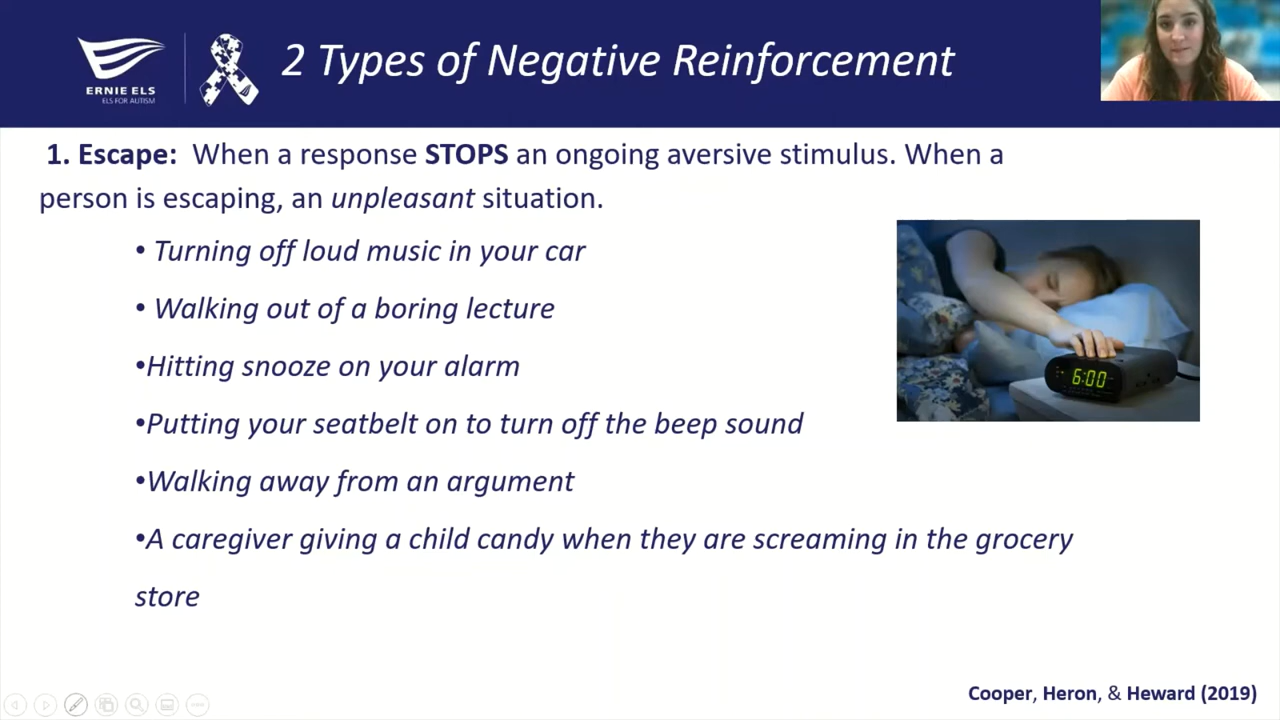 ERNIE ELS
ELS FOR AUTISM
2 Types of Negative Reinforcement
1. Escape: When a response STOPS an ongoing aversive stimulus. When a
person is escaping, an unpleasant situation.
• Turning off loud music in your car
• Walking out of a boring lecture
•Hitting snooze on your alarm
•Putting your seatbelt on to turn off the beep sound
•Walking away from an argument
•A caregiver giving a child candy when they are screaming in the grocery
store
6:00
Cooper, Heron, & Heward (2019)